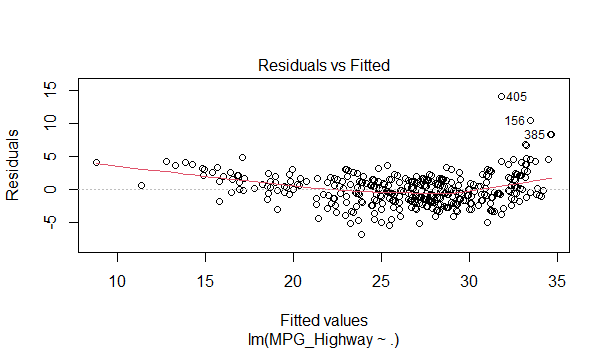 Residuals vs Fitted
Residuals
15
10
5
0
-5
405
156
385
10 15 20 25 30 35
Fitted values
lm(MPG_Highway ~ .)